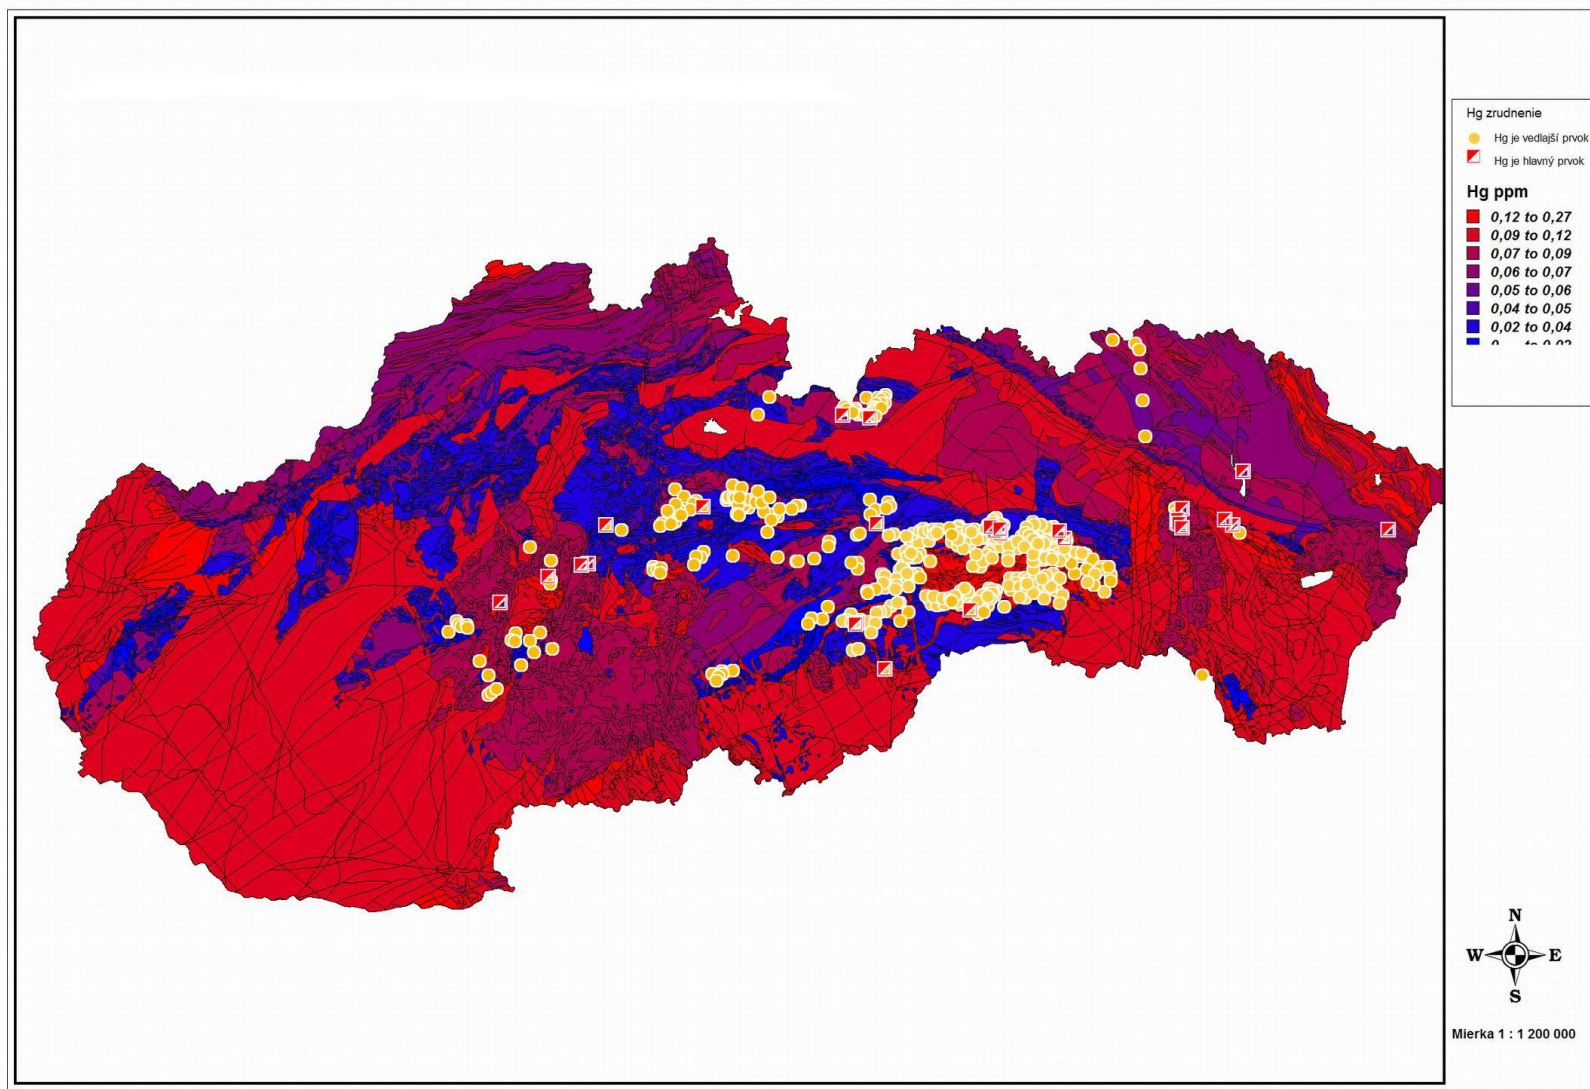 Hg zrudnenie
Hg je vedlajší prvok
Hg je hlavný prvok
Hg ppm
0,12 to 0,27
0,09 to 0,12
0,07 to 0,09
0,06 to 0,07
0,05 to 0,06
0,04 to 0,05
0,02 to 0,04
N
W E
S
Mierka 1 : 1 200 000